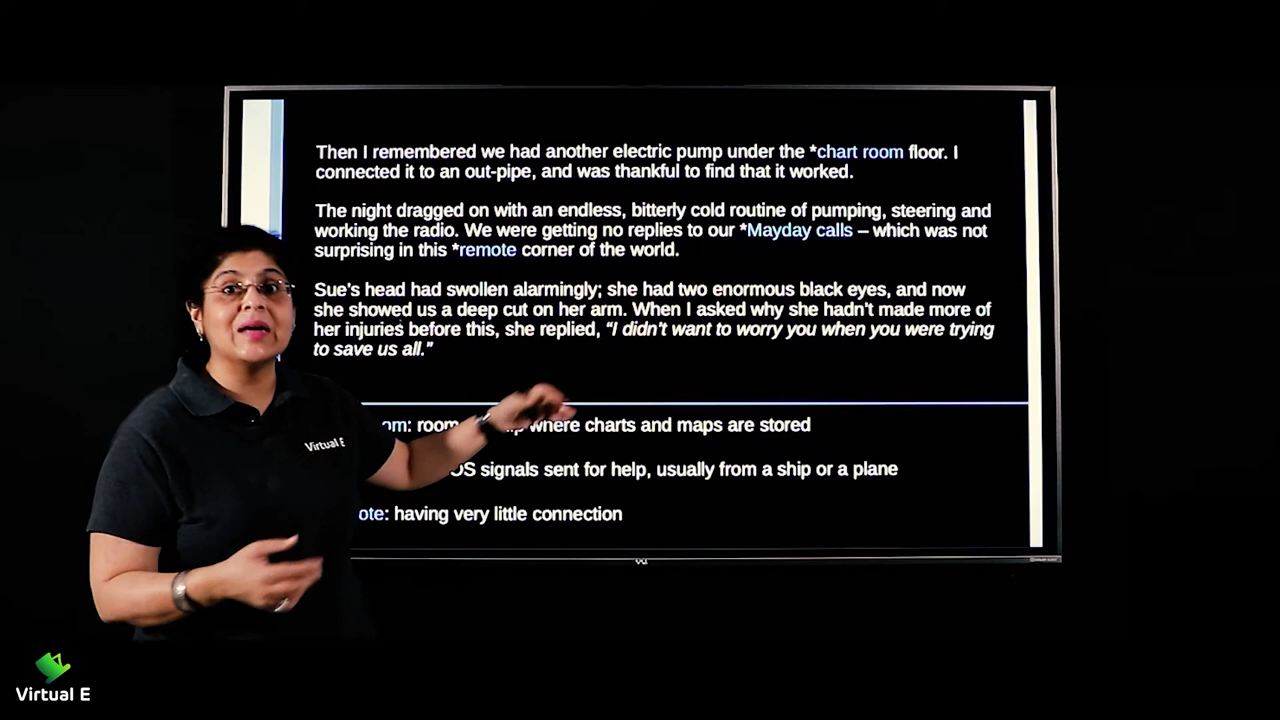 Then I remembered we had another electric pump under the *chart room floor. I
connected it to an out-pipe, and was thankful to find that it worked.
The night dragged on with an endless, bitterly cold routine of pumping, steering and
working the radio. We were getting no replies to our *Mayday calls – which was not
surprising in this *remote corner of the world.
Sue's head had swollen alarmingly; she had two enormous black eyes, and now
she showed us a deep cut on her arm. When I asked why she hadn't made more of
her injuries before this, she replied, “I didn't want to worry you when you were trying
to save us all.”
om: room where charts and maps are stored
OS signals sent for help, usually from a ship or a plane
ote: having very little connection
Virtual E
Virtual E